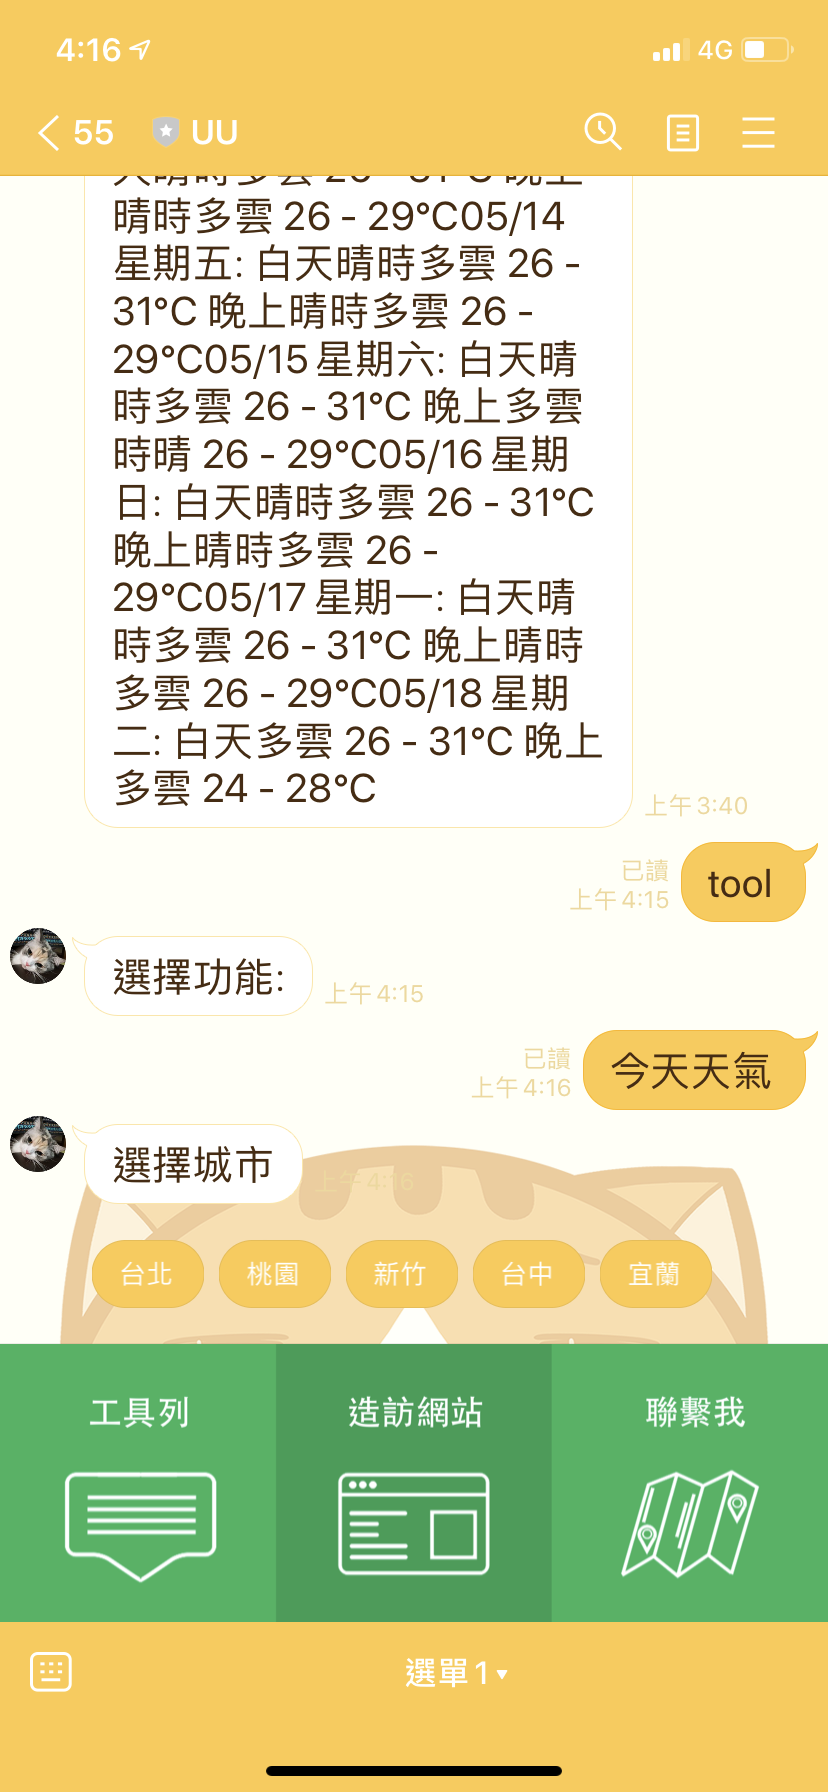 4:16
4G
55
UU
晴時多雲 26 - 29°C05/14
星期五: 白天晴時多雲 26 -
31°C 晚上晴時多雲 26 -
29°C05/15 星期六: 白天晴
時多雲 26 - 31°C 晚上多雲
時晴 26 - 29°C05/16 星期
日: 白天晴時多雲 26 - 31°C
晚上晴時多雲 26 -
29°C05/17 星期一: 白天晴
時多雲 26 - 31°C 晚上晴時
多雲 26 - 29°C05/18 星期
二: 白天多雲 26 - 31°C 晚上
多雲 24 - 28°C
上午 3:40
已讀
上午 4:15
tool
選擇功能:
上午 4:15
已讀
上午 4:16
今天天氣
選擇城市
上午 4:16
台北
桃園
新竹
台中
宜蘭
工具列
造訪網站
聯繫我
選單 1